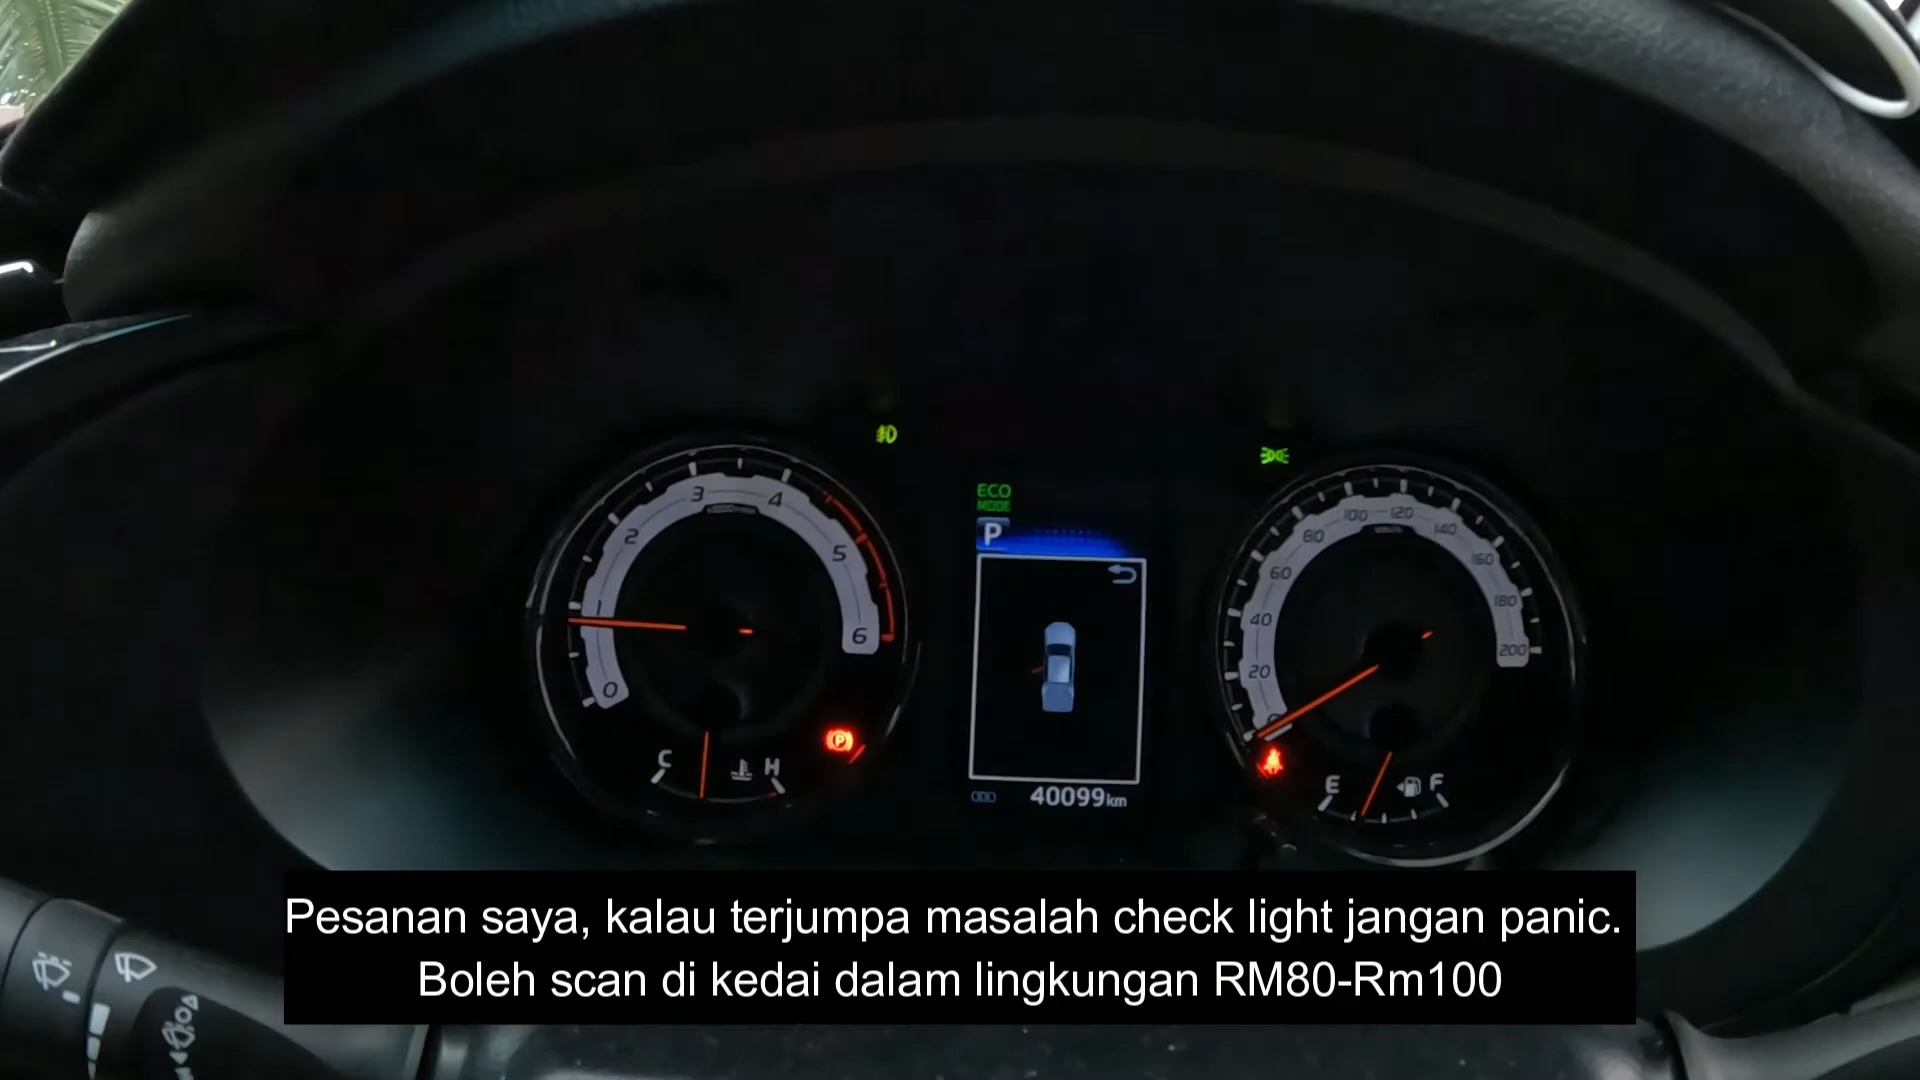 ECO
MODE
P
0
1
2
3
4
5
6
C
H
P
40099km
0
20
40
60
80
100
120
140
160
180
200
E
F
Pesanan saya, kalau terjumpa masalah check light jangan panic.
Boleh scan di kedai dalam lingkungan RM80-Rm100